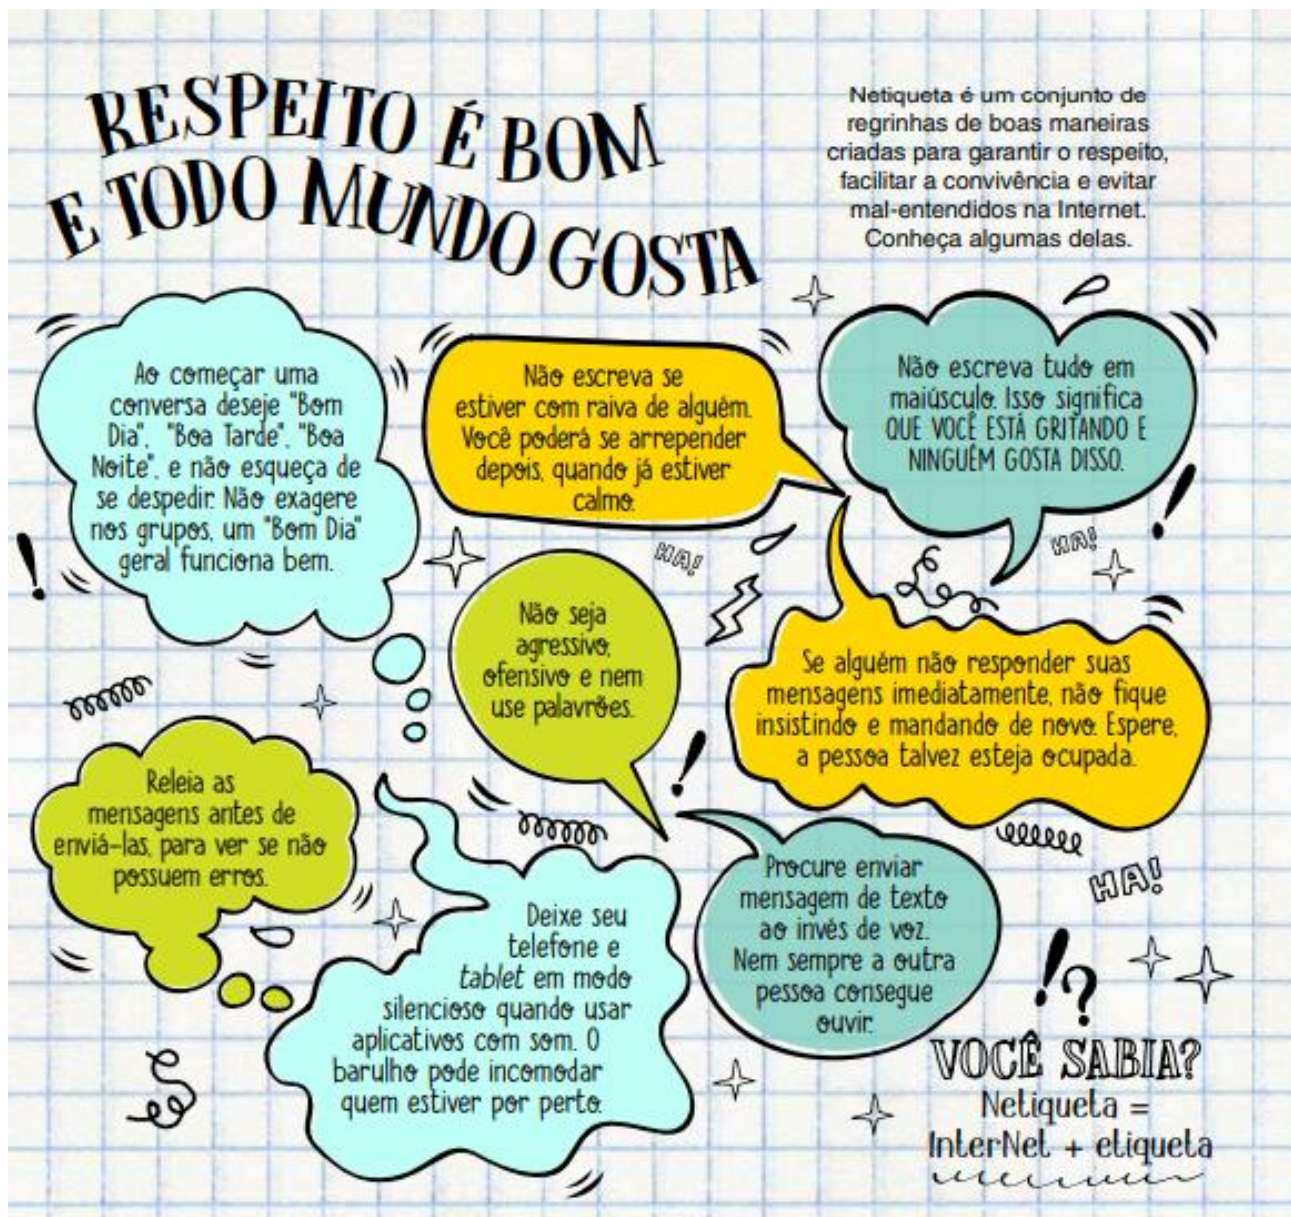 RESPEITO É BOM
E TODO MUNDO GOSTA
Netiqueta é um conjunto de
regrinhas de boas maneiras
criadas para garantir o respeito,
facilitar a convivência e evitar
mal-entendidos na Internet.
Conheça algumas delas.
Ao começar uma
conversa deseje "Bom
Dia", "Boa Tarde", "Boa
Noite", e não esqueça de
se despedir. Não exagere
nos grupos, um "Bom Dia"
geral funciona bem.
Não escreva se
estiver com raiva de alguém.
Você poderá se arrepender
depois, quando já estiver
calmo.
Não escreva tudo em
maiúsculo. Isso significa
QUE VOCÊ ESTÁ GRITANDO E
NINGUÉM GOSTA DISSO.
HA!
HA!
Não seja
agressivo,
ofensivo e nem
use palavrões.
Se alguém não responder suas
mensagens imediatamente, não fique
insistindo e mandando de novo. Espere,
a pessoa talvez esteja ocupada.
Releia as
mensagens antes de
enviá-las, para ver se não
possuem erros.
Deixe seu
telefone e
tablet em modo
silencioso quando usar
aplicativos com som. O
barulho pode incomodar
quem estiver por perto.
Procure enviar
mensagem de texto
ao invés de voz.
Nem sempre a outra
pessoa consegue
ouvir.
HA!
!?
VOCÊ SABIA?
Netiqueta =
InterNet + etiqueta